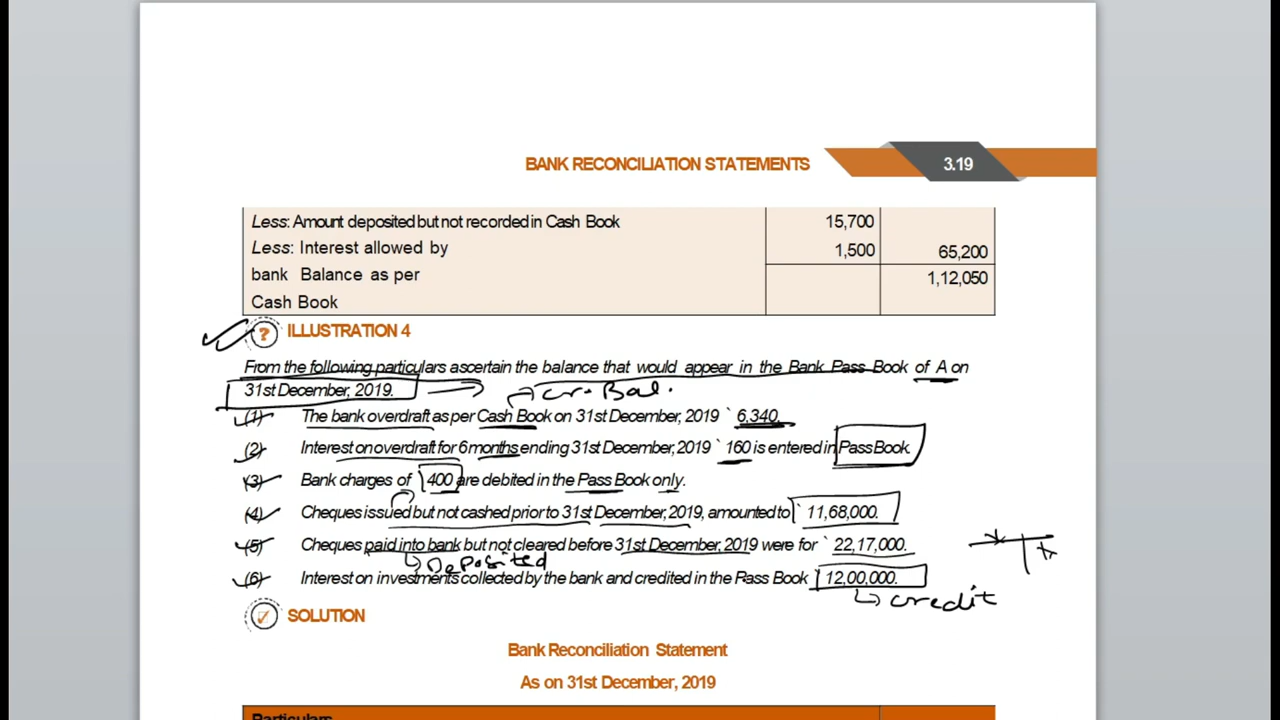 BANK RECONCILIATION STATEMENTS 3.19
Less: Amount deposited but not recorded in Cash Book 15,700
Less: Interest allowed by 1,500 65,200
bank Balance as per 1,12,050
Cash Book
? ILLUSTRATION 4
From the following particulars ascertain the balance that would appear in the Bank Pass Book of A on
31st December, 2019. → cr. Bal.
(1) The bank overdraft as per Cash Book on 31st December, 2019 ` 6,340.
(2) Interest on overdraft for 6 months ending 31st December, 2019 ` 160 is entered in Pass Book.
(3) Bank charges of ` 400 are debited in the Pass Book only.
(4) Cheques issued but not cashed prior to 31st December, 2019, amounted to ` 11,68,000.
(5) Cheques paid into bank but not cleared before 31st December, 2019 were for ` 22,17,000.
Deposited
(6) Interest on investments collected by the bank and credited in the Pass Book ` 12,00,000.
credit
SOLUTION
Bank Reconciliation Statement
As on 31st December, 2019
Particulars